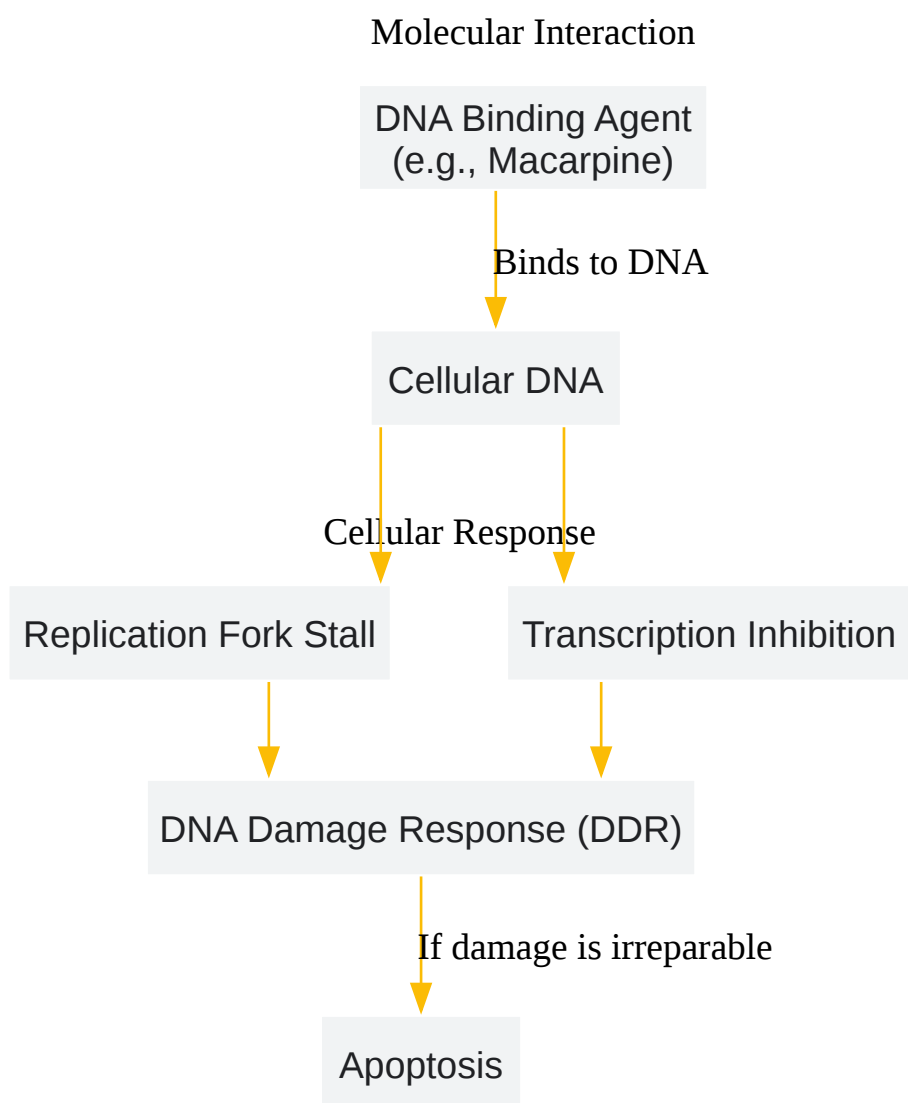 Molecular Interaction
DNA Binding Agent
(e.g., Macarpine)
Binds to DNA
Cellular DNA
Cellular Response
Replication Fork Stall
Transcription Inhibition
DNA Damage Response (DDR)
If damage is irreparable
Apoptosis